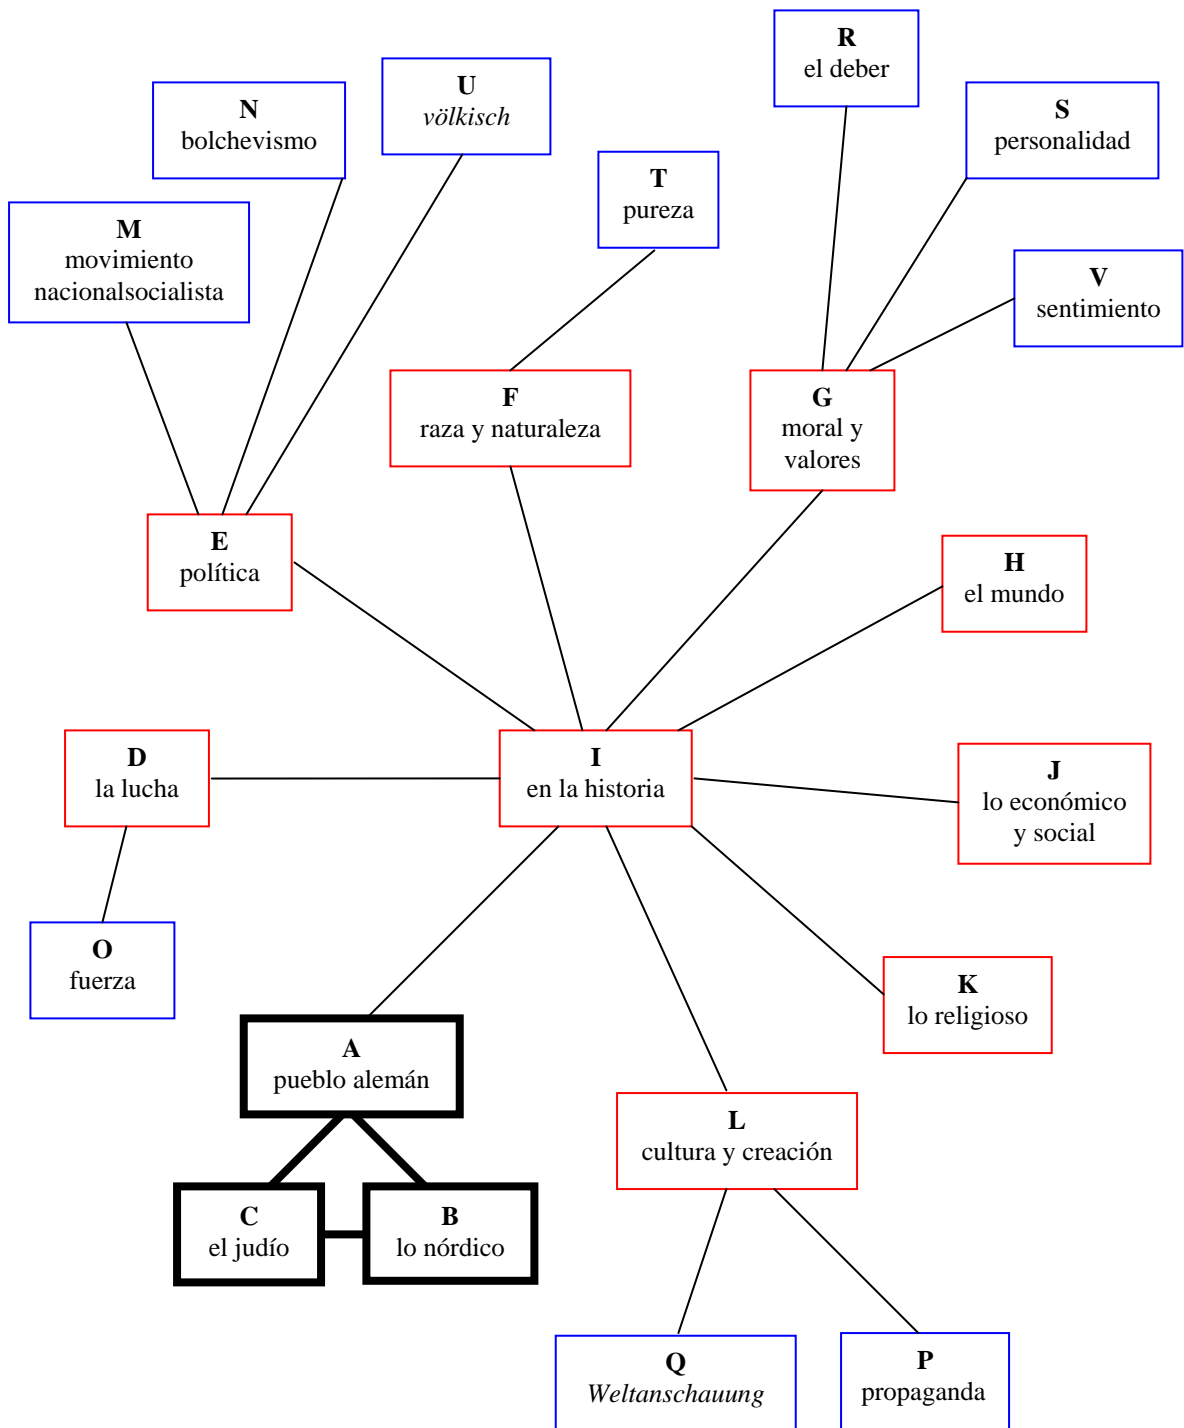 R
el deber
N
bolchevismo
U
völkisch
S
personalidad
T
pureza
M
movimiento
nacionalsocialista
V
sentimiento
F
raza y naturaleza
G
moral y
valores
E
política
H
el mundo
D
la lucha
I
en la historia
J
lo económico
y social
O
fuerza
K
lo religioso
A
pueblo alemán
L
cultura y creación
C
el judío
B
lo nórdico
Q
Weltanschauung
P
propaganda